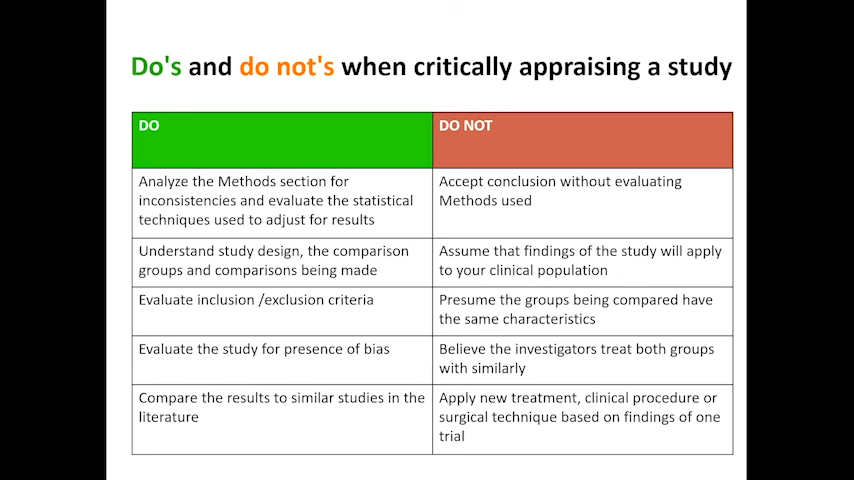 Do's and do not's when critically appraising a study
DO
DO NOT
Analyze the Methods section for
inconsistencies and evaluate the statistical
techniques used to adjust for results
Accept conclusion without evaluating
Methods used
Understand study design, the comparison
groups and comparisons being made
Assume that findings of the study will apply
to your clinical population
Evaluate inclusion /exclusion criteria
Presume the groups being compared have
the same characteristics
Evaluate the study for presence of bias
Believe the investigators treat both groups
with similarly
Compare the results to similar studies in the
literature
Apply new treatment, clinical procedure or
surgical technique based on findings of one
trial